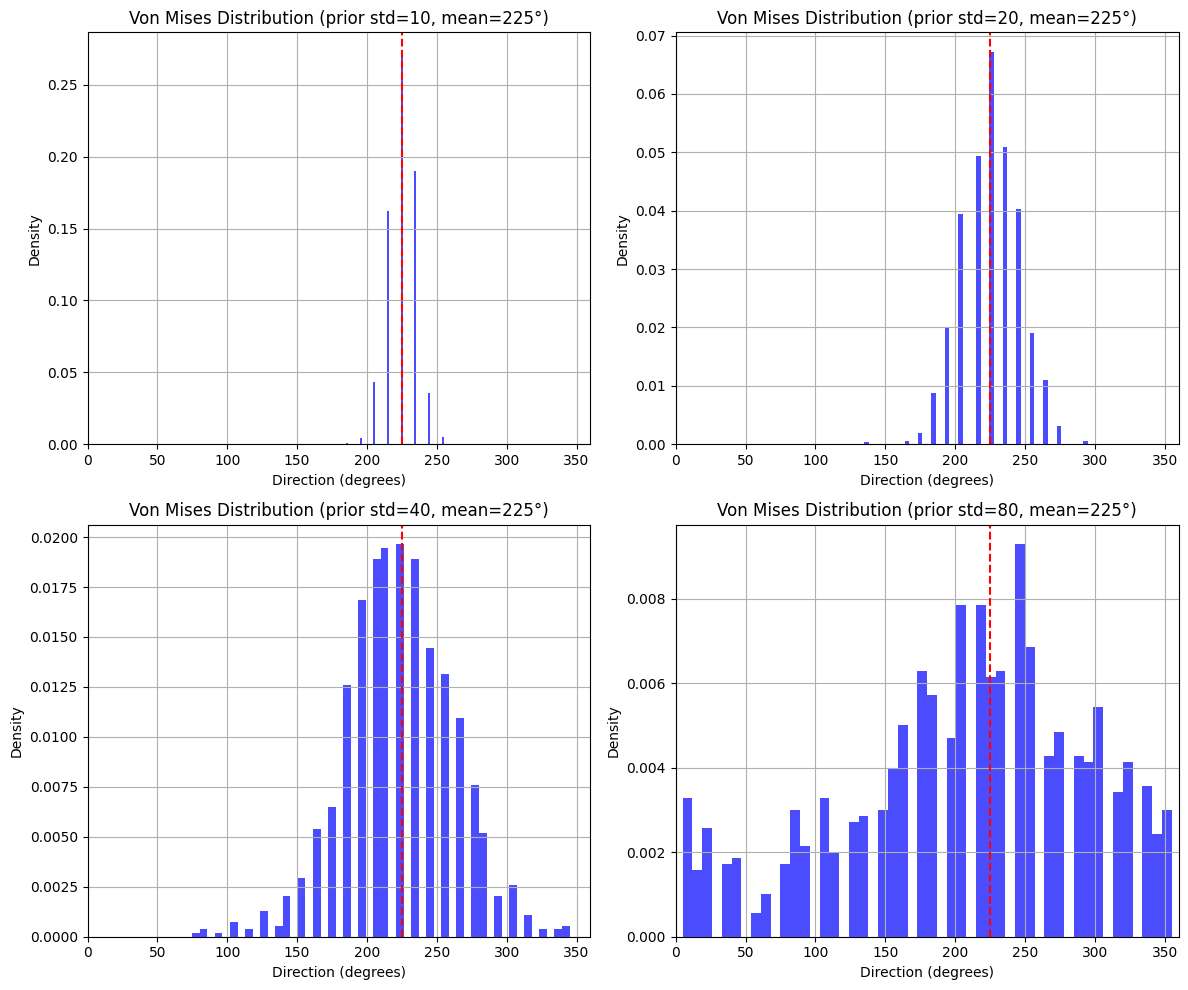 Von Mises Distribution (prior std=10, mean=225°)
Density
0.25
0.20
0.15
0.10
0.05
0.00
0 50 100 150 200 250 300 350
Direction (degrees)
Von Mises Distribution (prior std=20, mean=225°)
Density
0.07
0.06
0.05
0.04
0.03
0.02
0.01
0.00
0 50 100 150 200 250 300 350
Direction (degrees)
Von Mises Distribution (prior std=40, mean=225°)
Density
0.0200
0.0175
0.0150
0.0125
0.0100
0.0075
0.0050
0.0025
0.0000
0 50 100 150 200 250 300 350
Direction (degrees)
Von Mises Distribution (prior std=80, mean=225°)
Density
0.008
0.006
0.004
0.002
0.000
0 50 100 150 200 250 300 350
Direction (degrees)